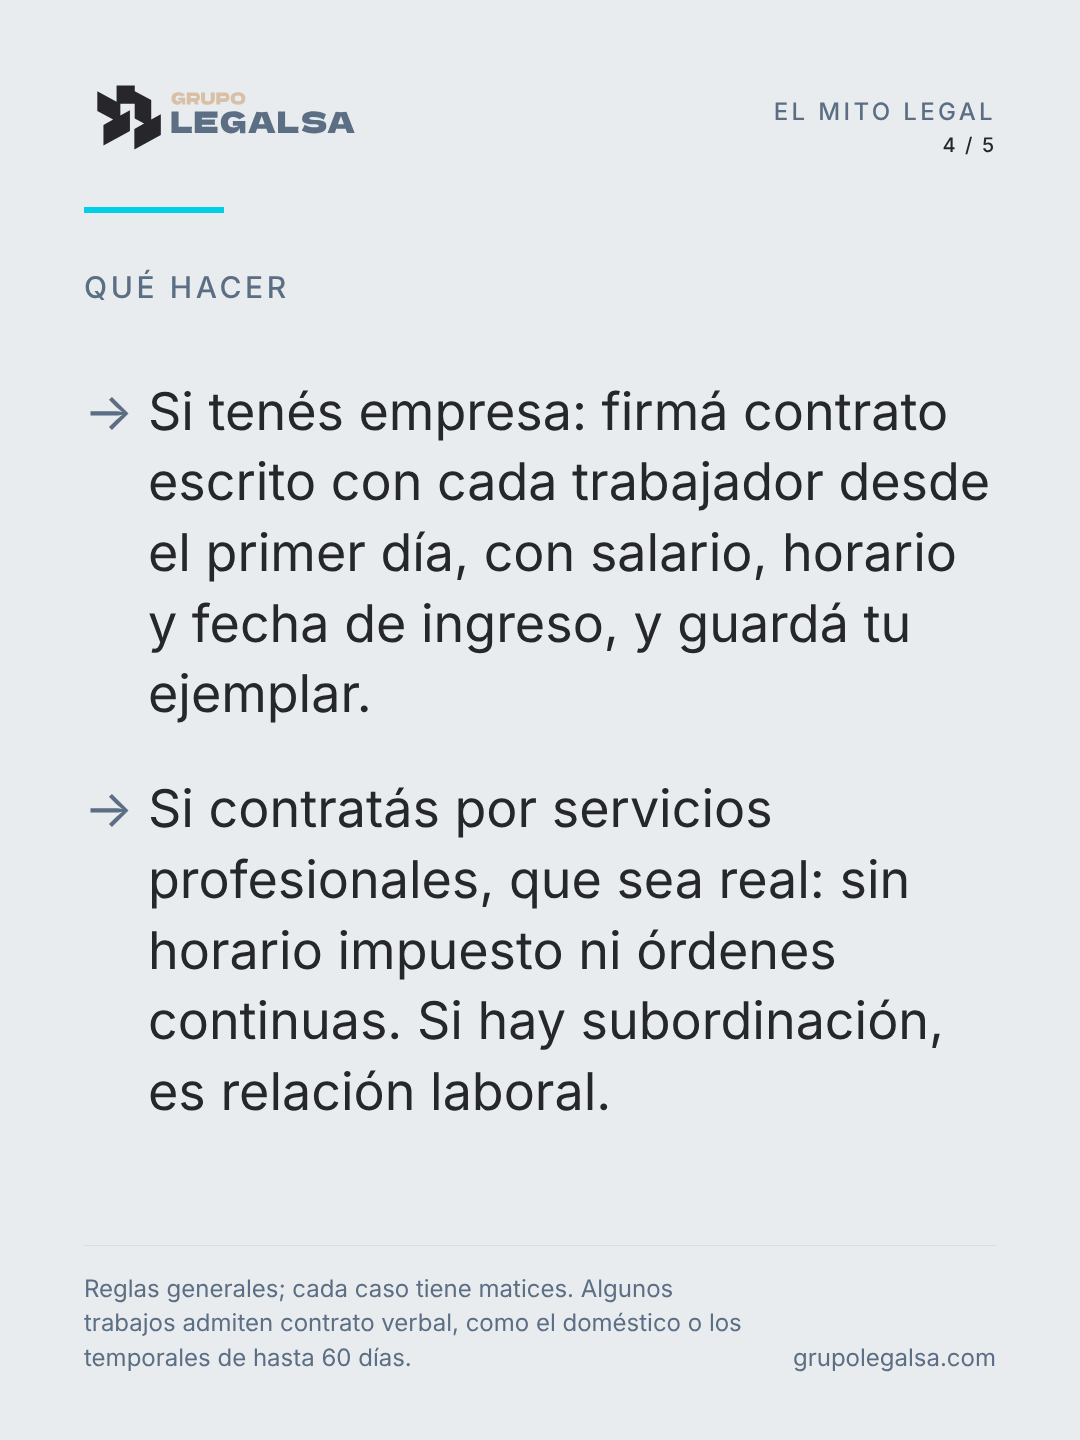 GRUPO
LEGALSA
EL MITO LEGAL
4 / 5
QUÉ HACER
→ Si tenés empresa: firmá contrato
escrito con cada trabajador desde
el primer día, con salario, horario
y fecha de ingreso, y guardá tu
ejemplar.
→ Si contratás por servicios
profesionales, que sea real: sin
horario impuesto ni órdenes
continuas. Si hay subordinación,
es relación laboral.
Reglas generales; cada caso tiene matices. Algunos
trabajos admiten contrato verbal, como el doméstico o los
temporales de hasta 60 días.
grupolegalsa.com